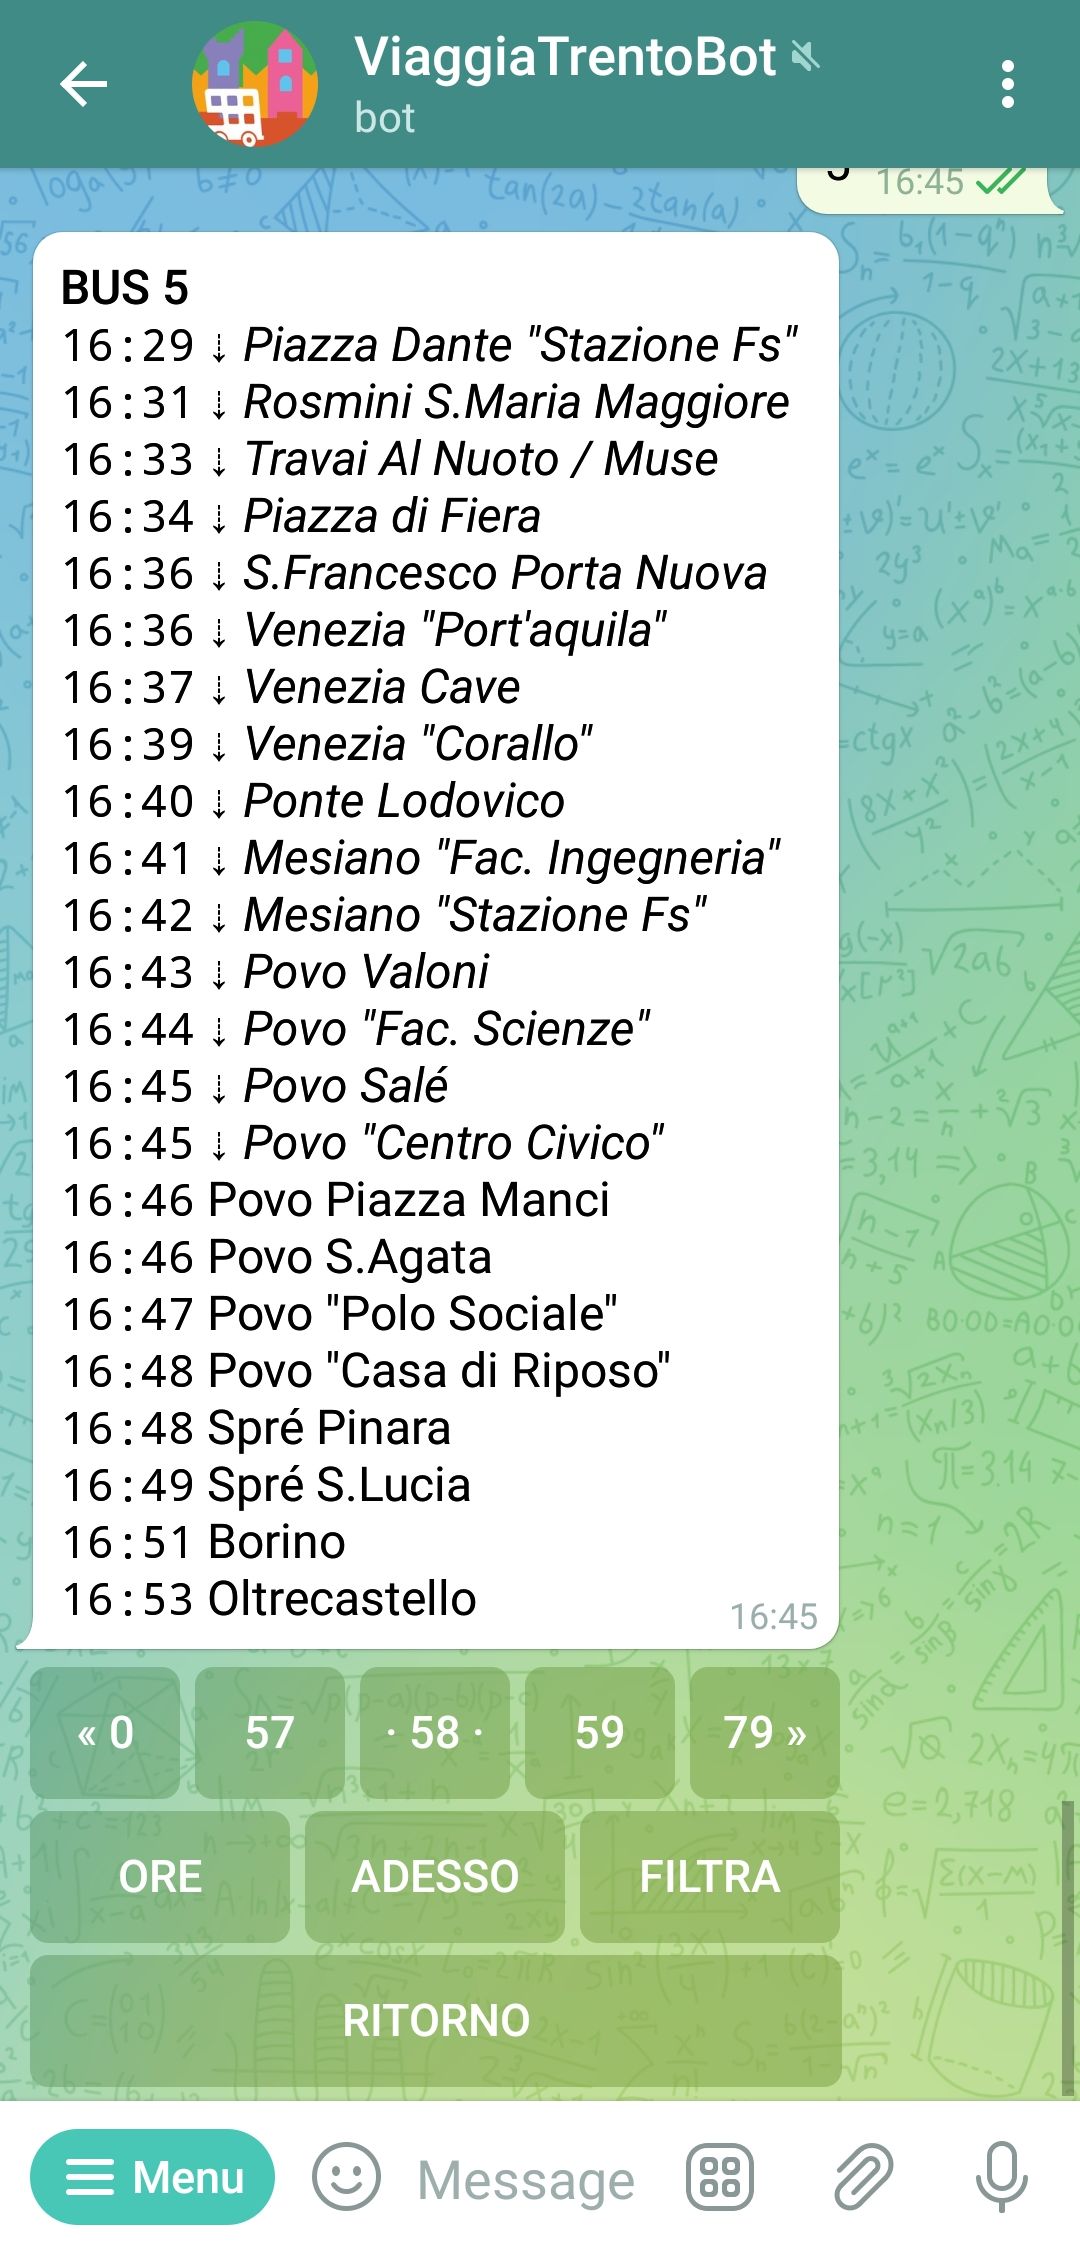 ViaggiaTrentoBot
bot
16:45
BUS 5
16:29 ⇣ Piazza Dante "Stazione Fs"
16:31 ⇣ Rosmini S.Maria Maggiore
16:33 ⇣ Travai Al Nuoto / Muse
16:34 ⇣ Piazza di Fiera
16:36 ⇣ S.Francesco Porta Nuova
16:36 ⇣ Venezia "Port'aquila"
16:37 ⇣ Venezia Cave
16:39 ⇣ Venezia "Corallo"
16:40 ⇣ Ponte Lodovico
16:41 ⇣ Mesiano "Fac. Ingegneria"
16:42 ⇣ Mesiano "Stazione Fs"
16:43 ⇣ Povo Valoni
16:44 ⇣ Povo "Fac. Scienze"
16:45 ⇣ Povo Salé
16:45 ⇣ Povo "Centro Civico"
16:46 Povo Piazza Manci
16:46 Povo S.Agata
16:47 Povo "Polo Sociale"
16:48 Povo "Casa di Riposo"
16:48 Spré Pinara
16:49 Spré S.Lucia
16:51 Borino
16:53 Oltrecastello
16:45
« 0 57 · 58 · 59 79 »
ORE ADESSO FILTRA
RITORNO
Menu Message